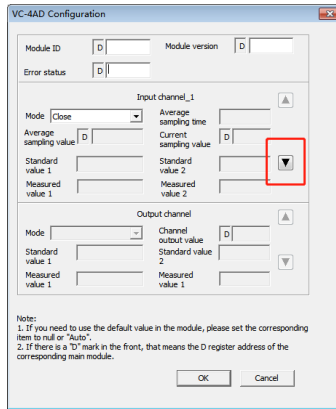 VC-4AD Configuration
Module ID D Module version D
Error status D
Input channel_1
Mode Close Average sampling time
Average sampling value D Current sampling value D
Standard value 1 Standard value 2
Measured value 1 Measured value 2
Output channel
Mode Channel output value D
Standard value 1 Standard value 2
Measured value 1 Measured value 1
Note:
1. If you need to use the default value in the module, please set the corresponding
item to null or "Auto".
2. If there is a "D" mark in the front, that means the D register address of the
corresponding main module.
OK Cancel